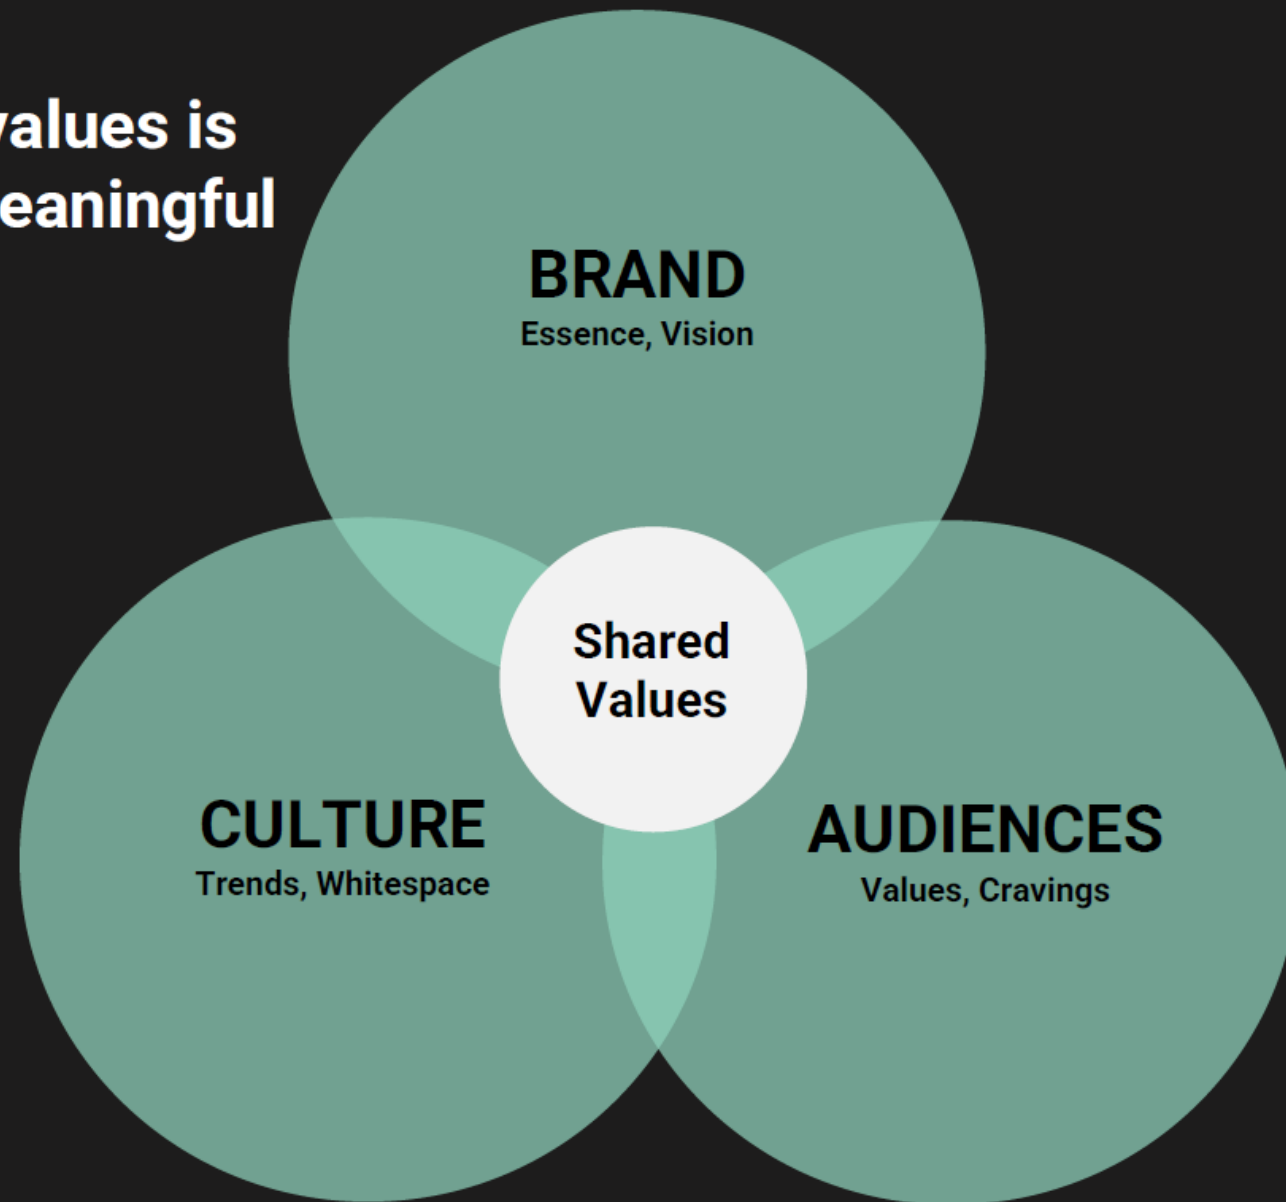 values is
eaningful
BRAND
Essence, Vision
Shared
Values
CULTURE
Trends, Whitespace
AUDIENCES
Values, Cravings